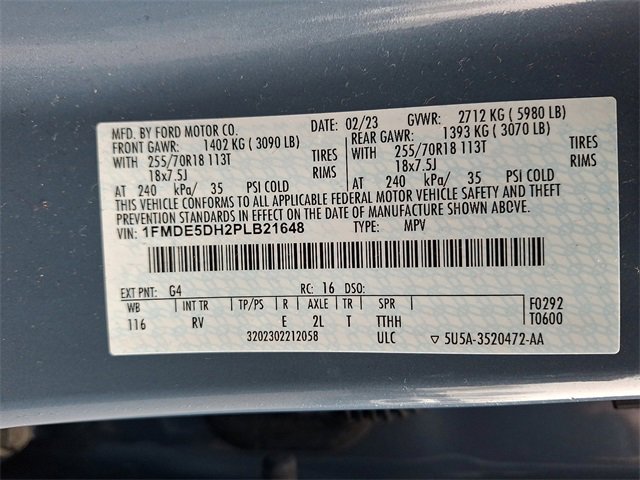 MFD. BY FORD MOTOR CO. DATE: 02/23 GVWR: 2712 KG ( 5980 LB)
FRONT GAWR: 1402 KG ( 3090 LB) REAR GAWR: 1393 KG ( 3070 LB)
WITH 255/70R18 113T TIRES WITH 255/70R18 113T TIRES
18x7.5J RIMS 18x7.5J RIMS
AT 240 kPa/ 35 PSI COLD AT 240 kPa/ 35 PSI COLD
THIS VEHICLE CONFORMS TO ALL APPLICABLE FEDERAL MOTOR VEHICLE SAFETY AND THEFT
PREVENTION STANDARDS IN EFFECT ON THE DATE OF MANUFACTURE SHOWN ABOVE.
VIN: 1FMDE5DH2PLB21648 TYPE: MPV
EXT PNT: G4 RC: 16 DSO: F0292
WB INT TR TP/PS R AXLE TR SPR T0600
116 RV E 2L T TTHH
3202302212058 ULC ▽ 5U5A-3520472-AA